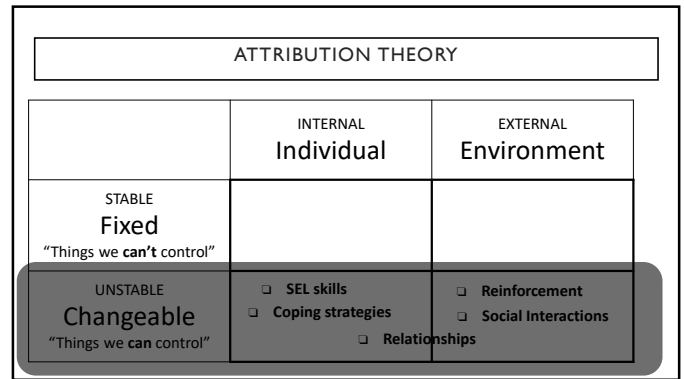 ATTRIBUTION THEORY
INTERNAL
Individual
EXTERNAL
Environment
STABLE
Fixed
“Things we can’t control”
UNSTABLE
Changeable
“Things we can control”
❑ SEL skills
❑ Coping strategies
❑ Reinforcement
❑ Social Interactions
❑ Relationships